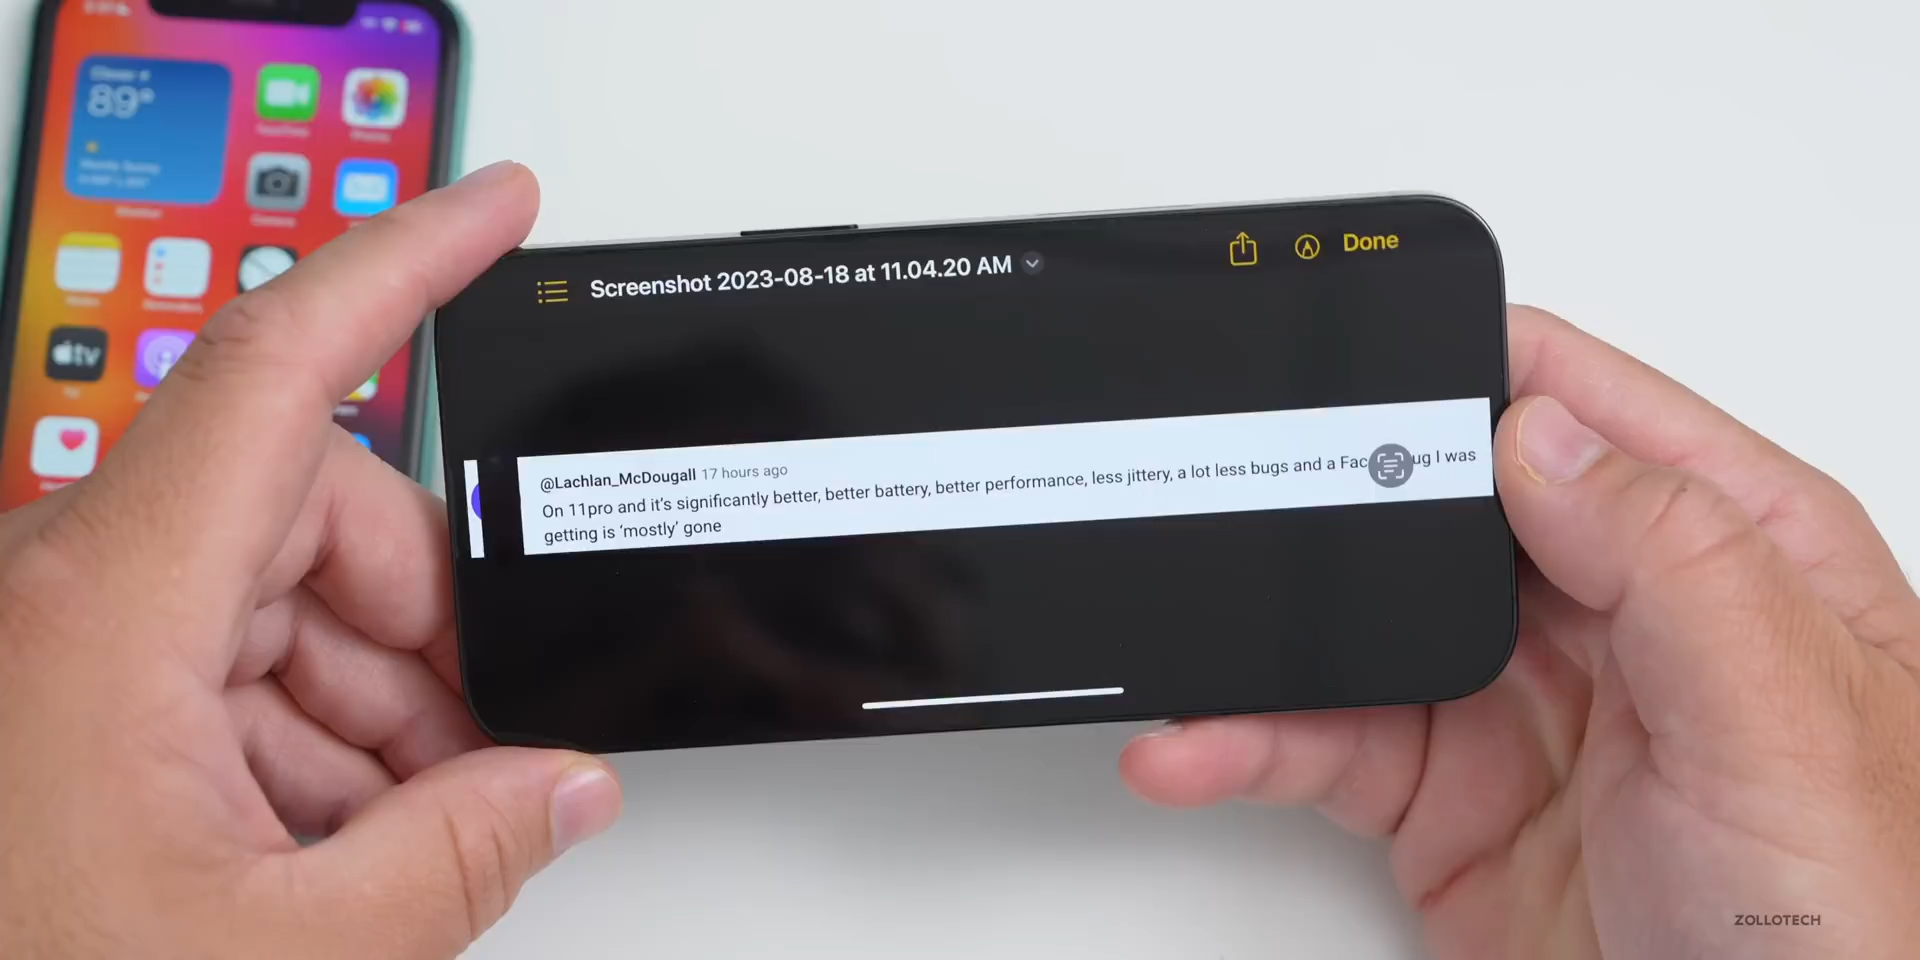 89°
tv
Screenshot 2023-08-18 at 11.04.20 AM
Done
@Lachlan_McDougall 17 hours ago
On 11pro and it's significantly better, better battery, better performance, less jittery, a lot less bugs and a Fac ug I was
getting is ‘mostly’ gone
ZOLLOTECH